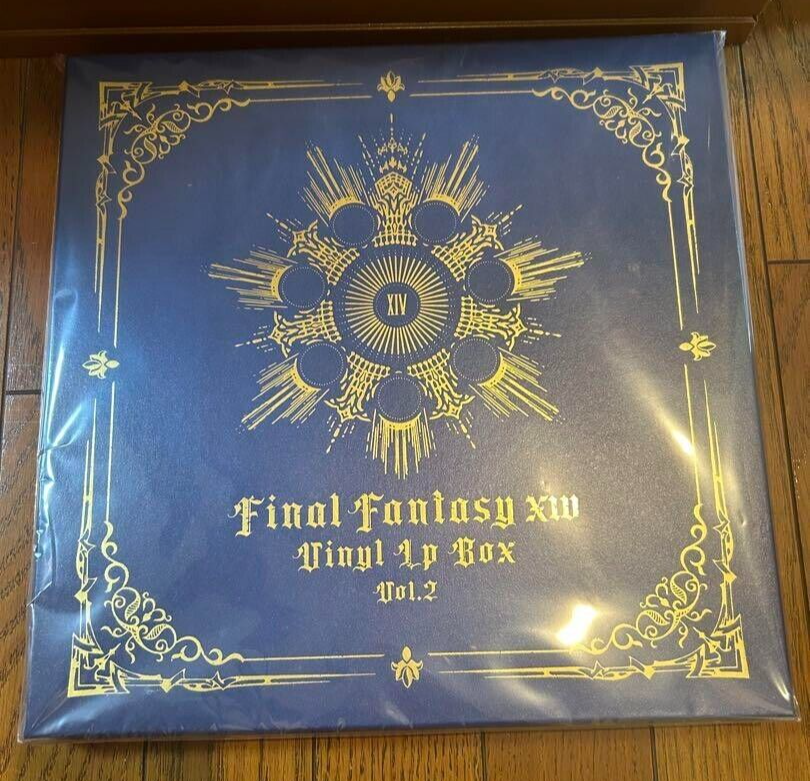 XIV
Final Fantasy XIV
Vinyl Lp Box
Vol.2